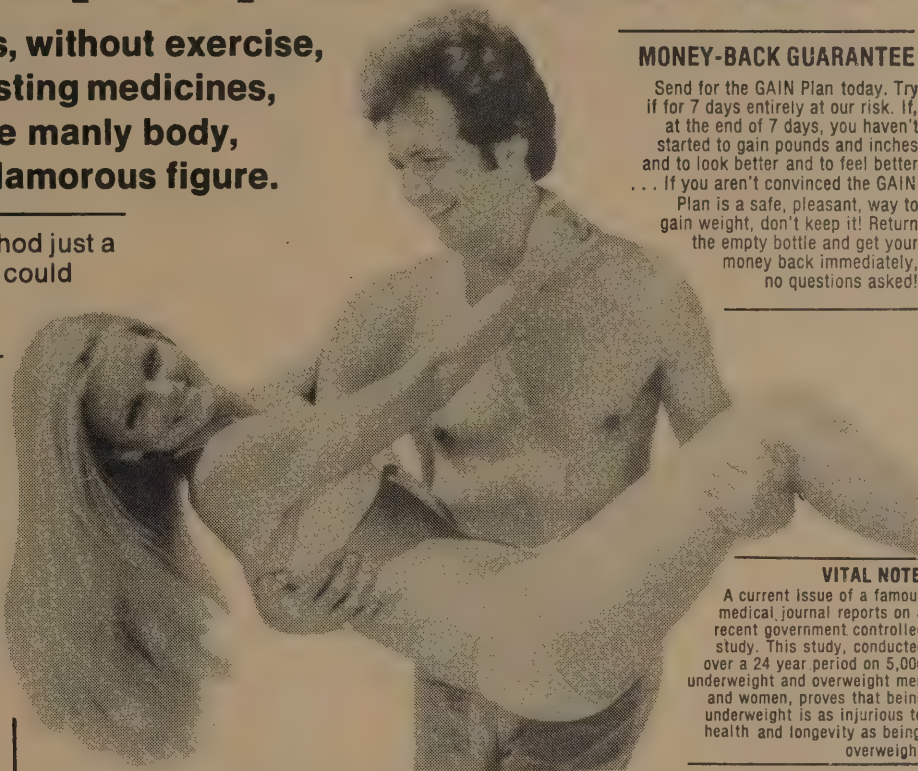 s, without exercise,
sting medicines,
e manly body,
lamorous figure.
hod just a
could
MONEY-BACK GUARANTEE
Send for the GAIN Plan today. Try
if for 7 days entirely at our risk. If,
at the end of 7 days, you haven't
started to gain pounds and inches
and to look better and to feel better
. . . If you aren't convinced the GAIN
Plan is a safe, pleasant, way to
gain weight, don't keep it! Return
the empty bottle and get your
money back immediately,
no questions asked!
VITAL NOTE
A current issue of a famou
medical journal reports on
recent government controlle
study. This study, conducte
over a 24 year period on 5,00
underweight and overweight me
and women, proves that bein
underweight is as injurious t
health and longevity as being
overweigh